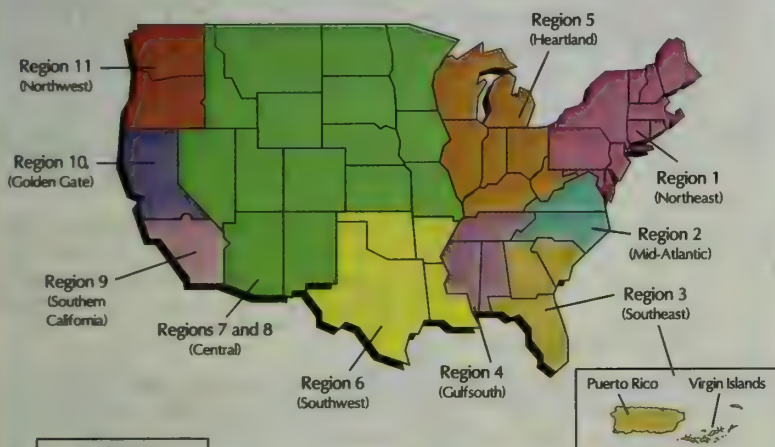 Region 5
(Heartland)
Region 11
(Northwest)
Region 10,
(Golden Gate)
Region 1
(Northeast)
Region 2
(Mid-Atlantic)
Region 9
(Southern
California)
Region 3
(Southeast)
Regions 7 and 8
(Central)
Region 6
(Southwest)
Region 4
(Gulfsouth)
Puerto Rico
Virgin Islands